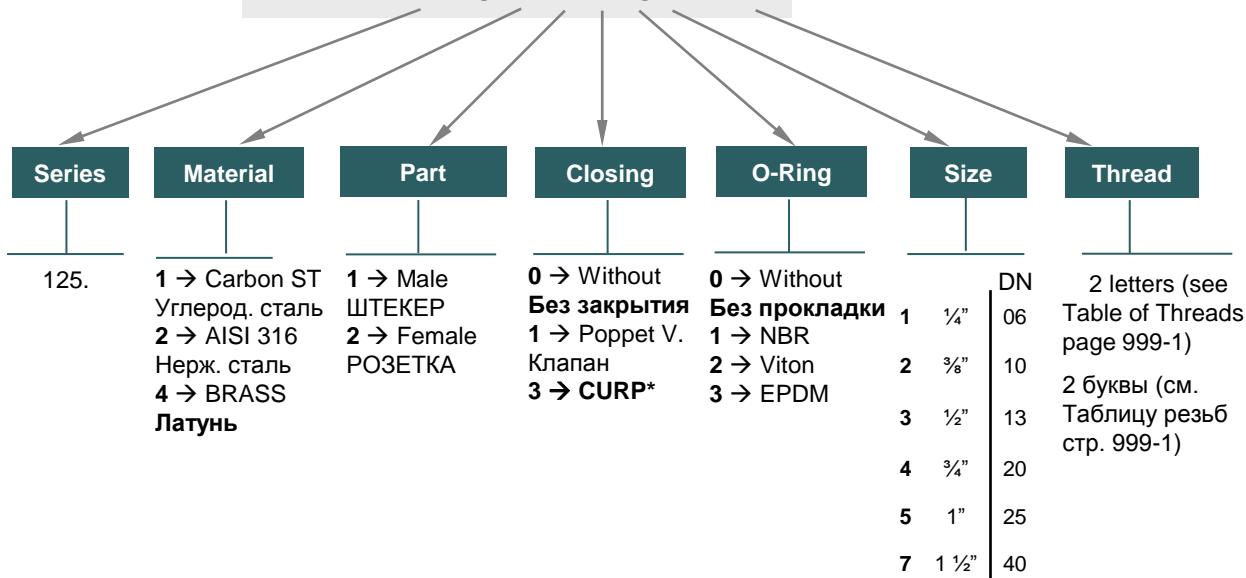 Series
Material
Part
Closing
O-Ring
Size
Thread
125.
1 → Carbon ST
Углерод. сталь
2 → AISI 316
Нерж. сталь
4 → BRASS
Латунь
1 → Male
ШТЕКЕР
2 → Female
РОЗЕТКА
0 → Without
Без закрытия
1 → Poppet V.
Клапан
3 → CURP*
0 → Without
Без прокладки
1 → NBR
2 → Viton
3 → EPDM
DN
1 ¼” 06
2 ⅜” 10
3 ½” 13
4 ¾” 20
5 1” 25
7 1 ½” 40
2 letters (see
Table of Threads
page 999-1)
2 буквы (см.
Таблицу резьб
стр. 999-1)